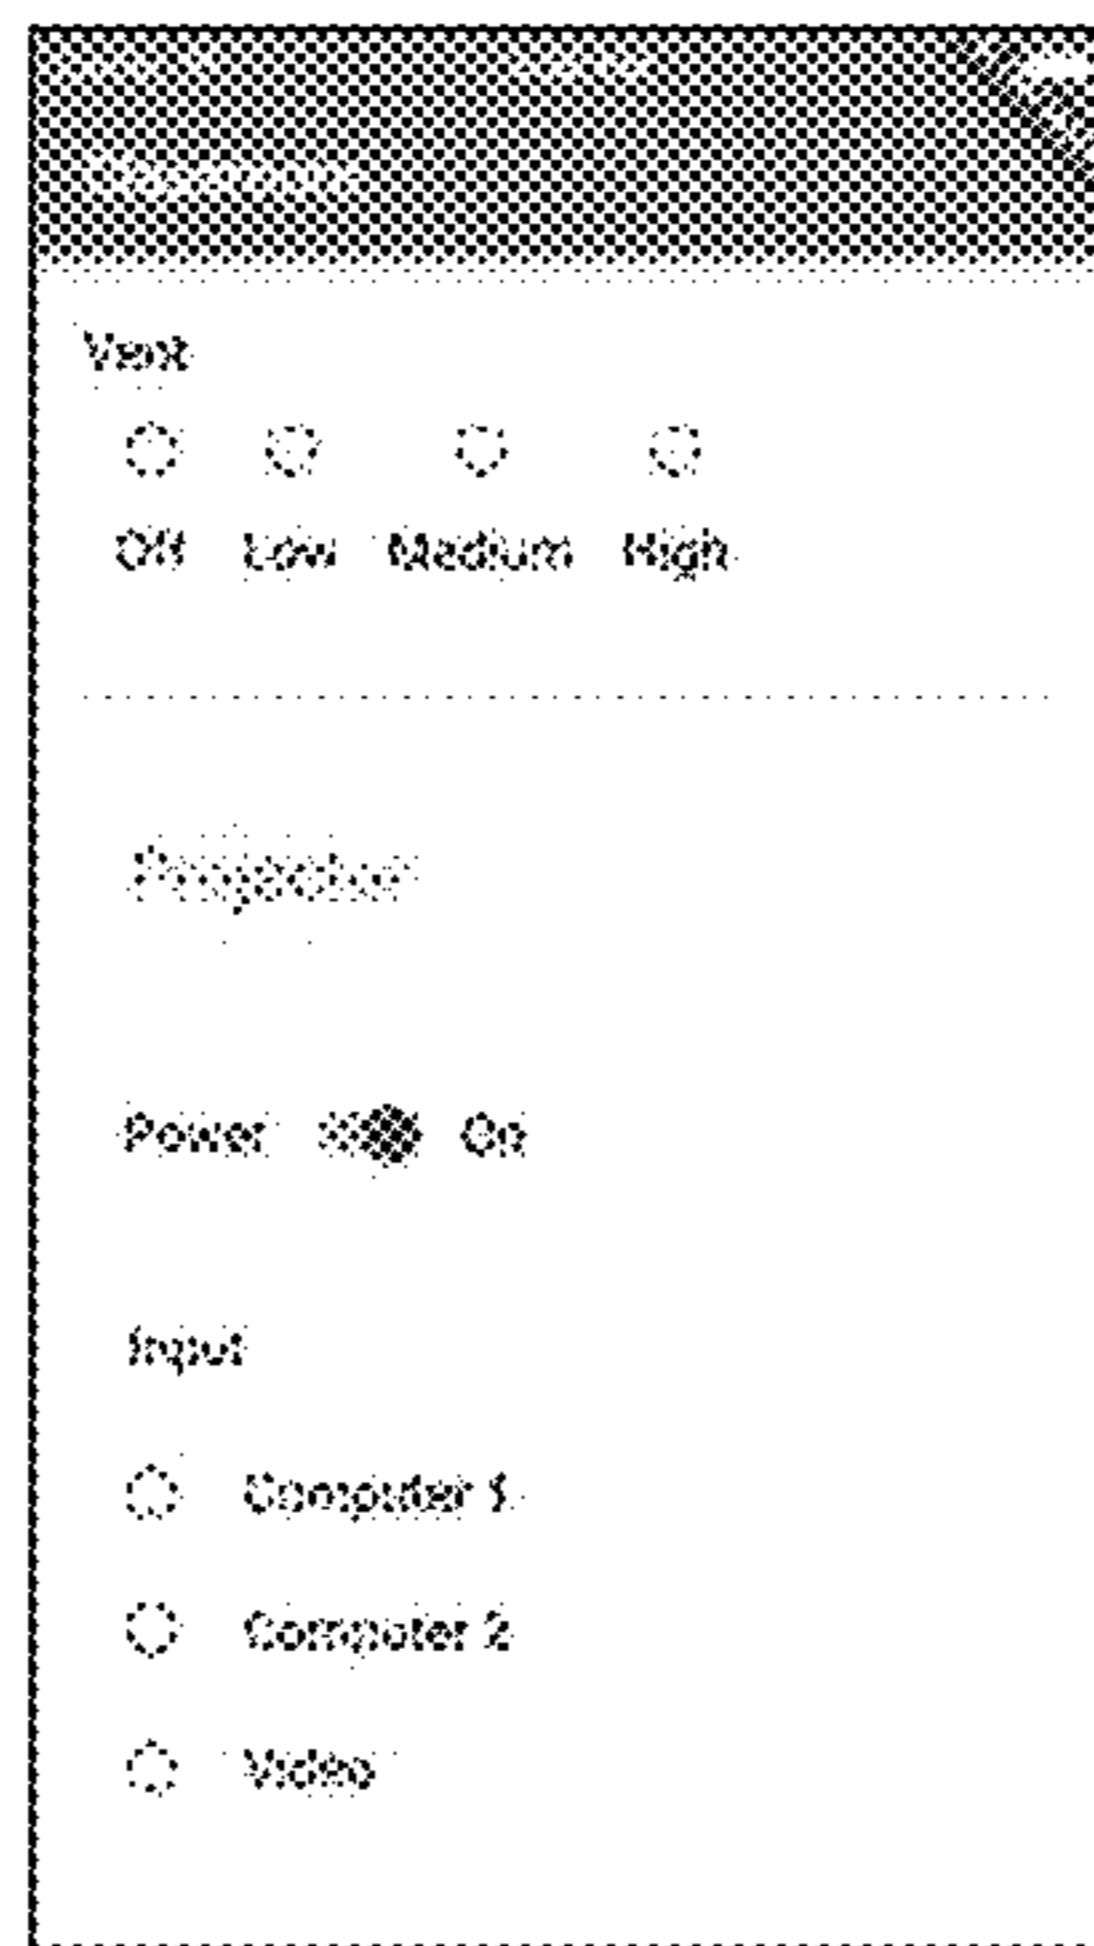 Vent
Off Low Medium High
Projector
Power On
Input
Computer 1
Computer 2
Video